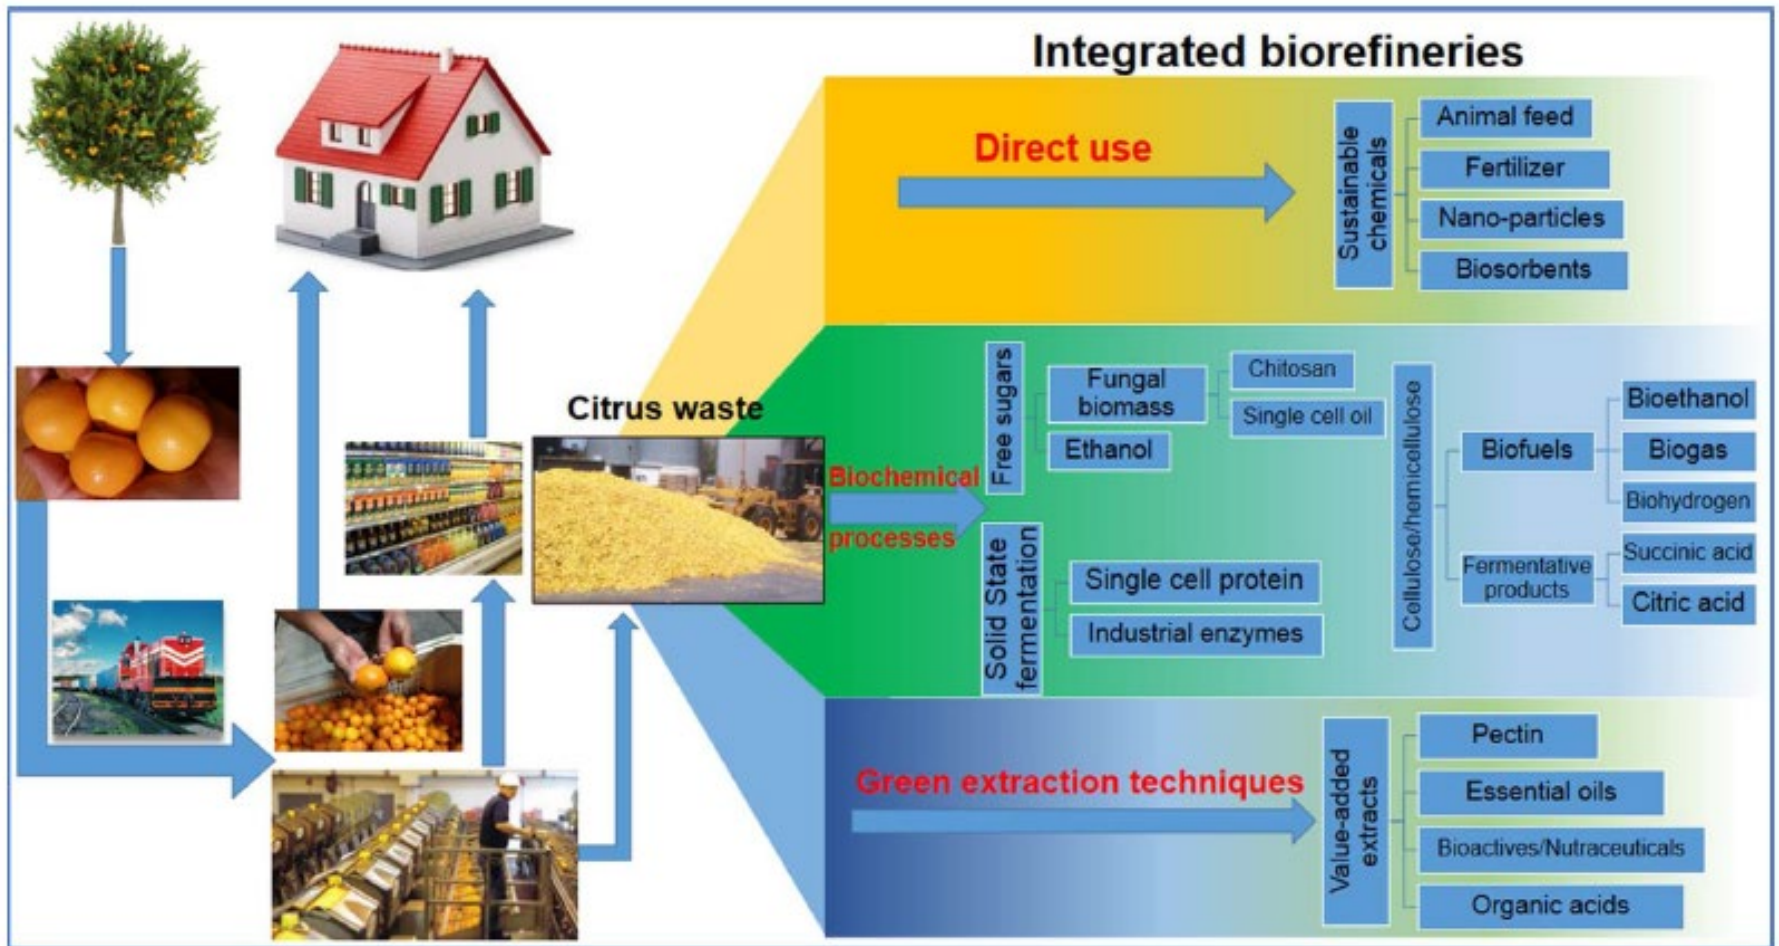 Integrated biorefineries
Direct use
Sustainable
chemicals
Animal feed
Fertilizer
Nano-particles
Biosorbents
Citrus waste
Biochemical
processes
Free sugars
Fungal
biomass
Chitosan
Single cell oil
Ethanol
Solid State
fermentation
Single cell protein
Industrial enzymes
Cellulose/hemicellulose
Biofuels
Bioethanol
Biogas
Biohydrogen
Fermentative
products
Succinic acid
Citric acid
Green extraction techniques
Value-added
extracts
Pectin
Essential oils
Bioactives/Nutraceuticals
Organic acids